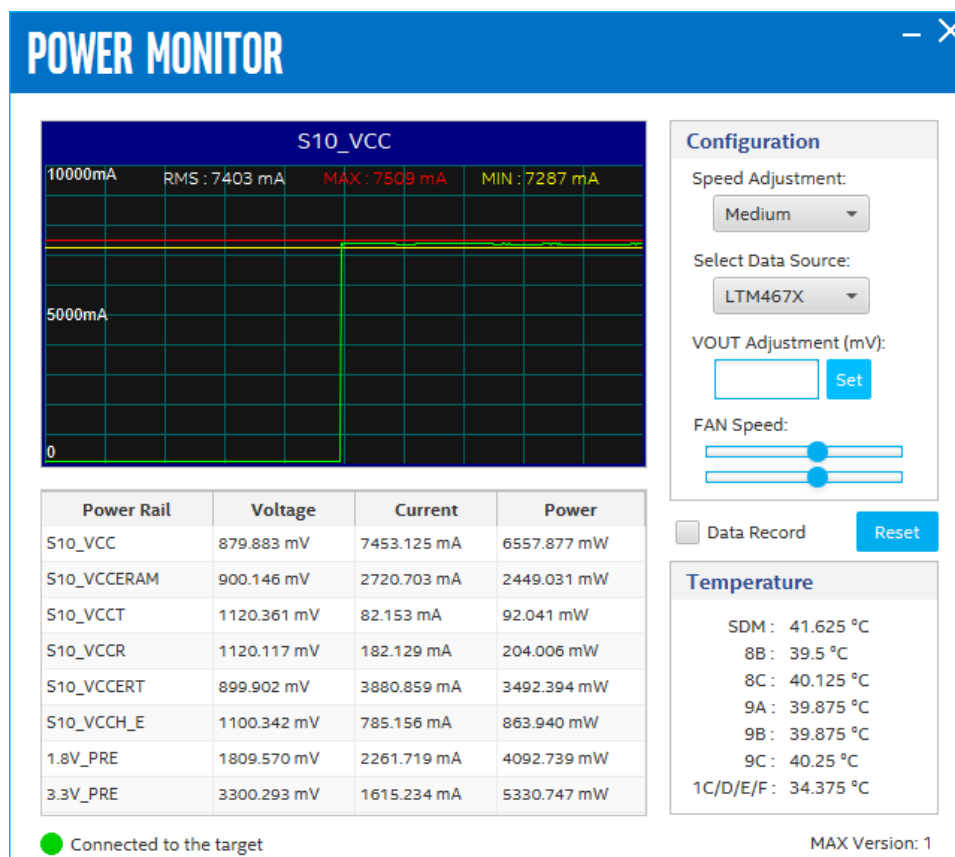 POWER MONITOR
S10_VCC
10000mA RMS : 7403 mA MAX : 7509 mA MIN : 7287 mA
5000mA
0
Power Rail Voltage Current Power
S10_VCC 879.883 mV 7453.125 mA 6557.877 mW
S10_VCCERAM 900.146 mV 2720.703 mA 2449.031 mW
S10_VCCT 1120.361 mV 82.153 mA 92.041 mW
S10_VCCR 1120.117 mV 182.129 mA 204.006 mW
S10_VCCERT 899.902 mV 3880.859 mA 3492.394 mW
S10_VCCH_E 1100.342 mV 785.156 mA 863.940 mW
1.8V_PRE 1809.570 mV 2261.719 mA 4092.739 mW
3.3V_PRE 3300.293 mV 1615.234 mA 5330.747 mW
Connected to the target
Configuration
Speed Adjustment:
Medium
Select Data Source:
LTM467X
VOUT Adjustment (mV):
Set
FAN Speed:
Data Record Reset
Temperature
SDM : 41.625 °C
8B : 39.5 °C
8C : 40.125 °C
9A : 39.875 °C
9B : 39.875 °C
9C : 40.25 °C
1C/D/E/F : 34.375 °C
MAX Version: 1